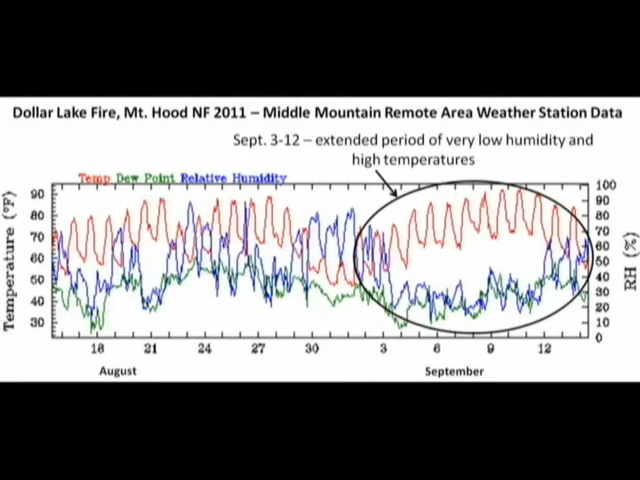 Dollar Lake Fire, Mt. Hood NF 2011 – Middle Mountain Remote Area Weather Station Data
Sept. 3-12 – extended period of very low humidity and
high temperatures
Temp Dew Point Relative Humidity
Temperature (°F)
90
80
70
60
50
40
30
100
90
80
70
60
50
40
30
20
10
0
RH (%)
18 21 24 27 30 3 6 9 12
August September